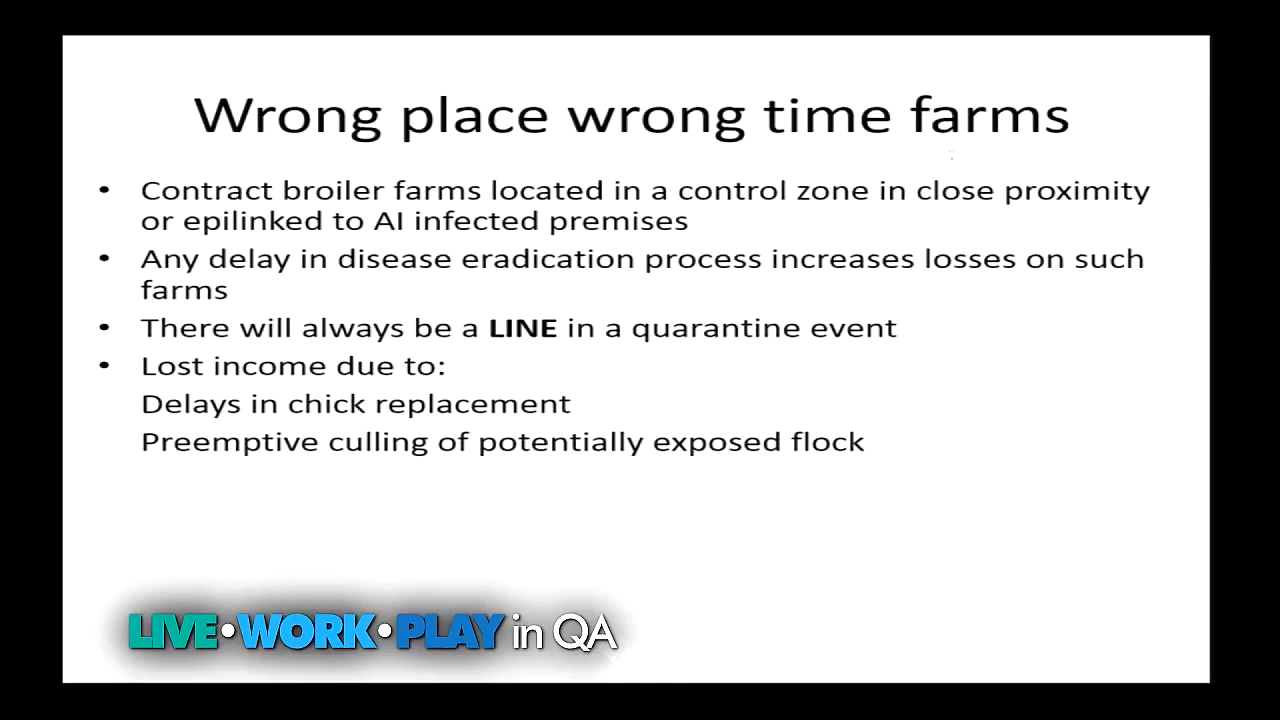 Wrong place wrong time farms
• Contract broiler farms located in a control zone in close proximity
or epilinked to AI infected premises
• Any delay in disease eradication process increases losses on such
farms
• There will always be a LINE in a quarantine event
• Lost income due to:
Delays in chick replacement
Preemptive culling of potentially exposed flock
LIVE•WORK•PLAY in QA